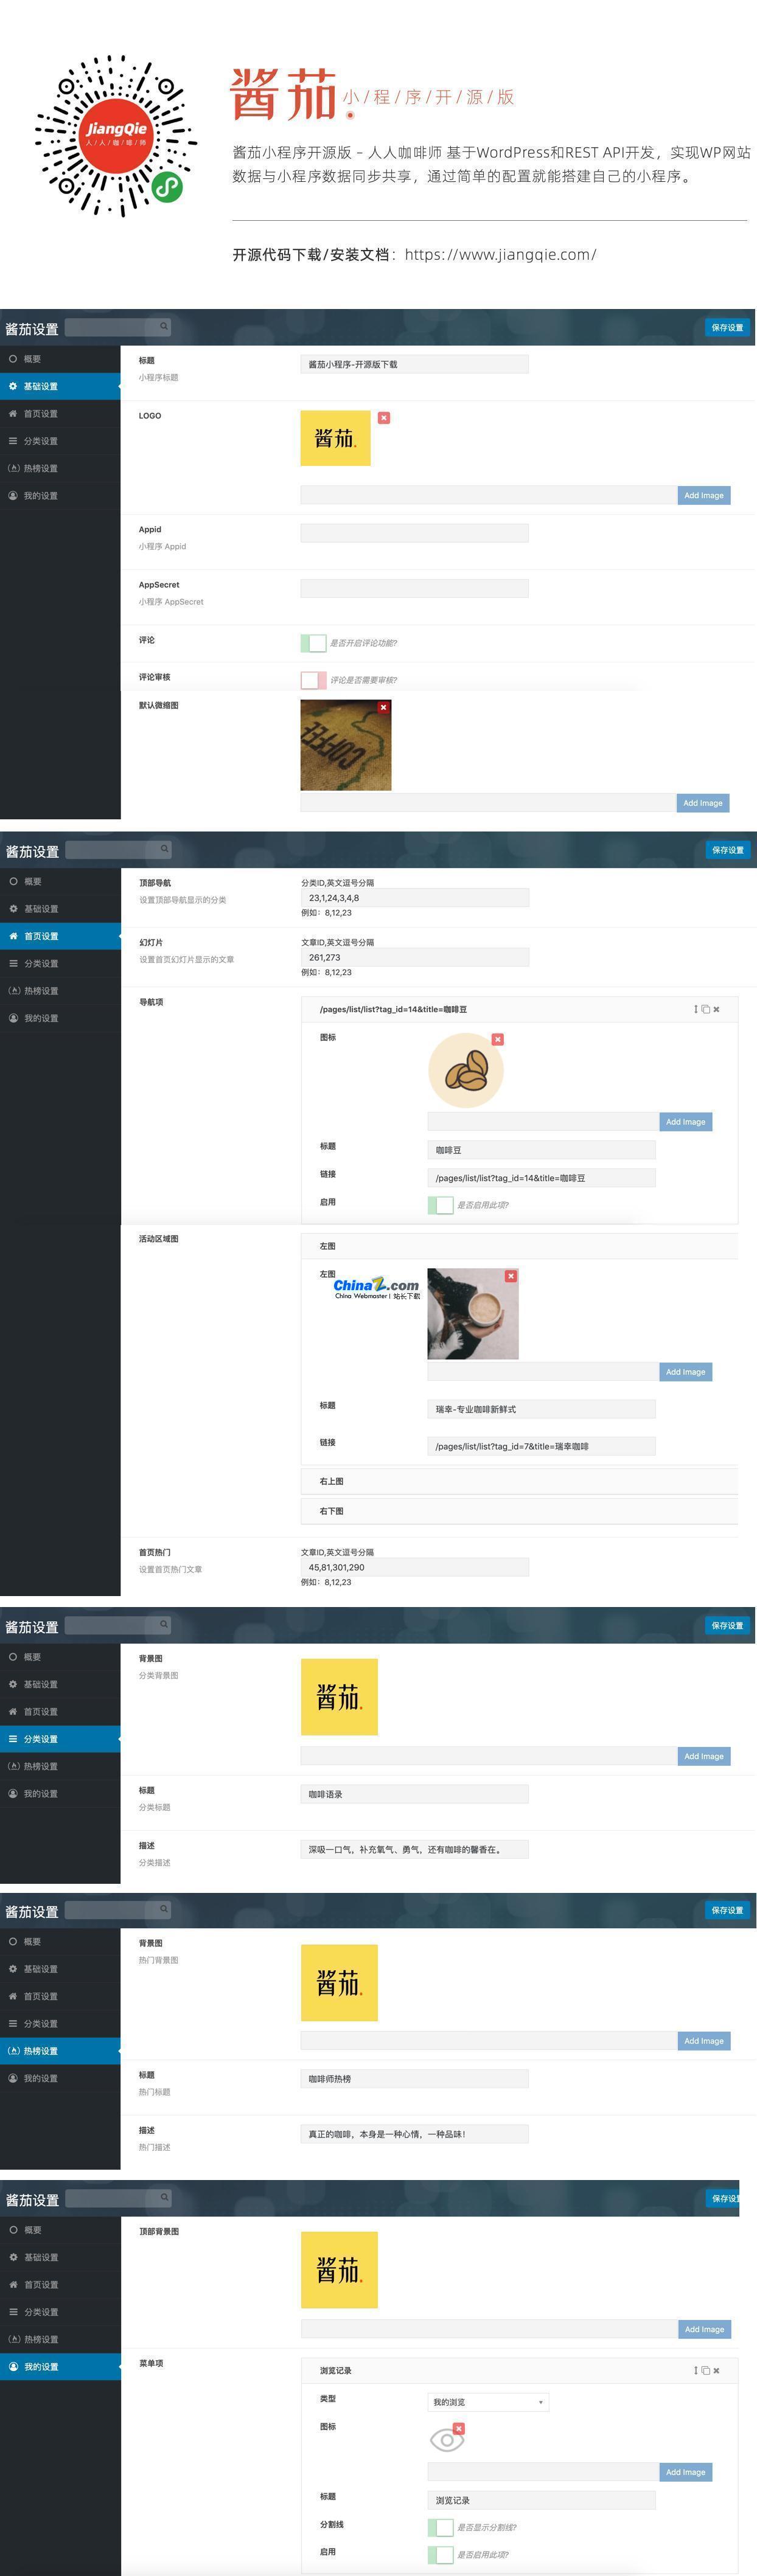 JiangQie
人/人/咖/啡/师
酱茄
小/程/序/开/源/版
酱茄小程序开源版 – 人人咖啡师 基于WordPress和REST API开发，实现WP网站
数据与小程序数据同步共享，通过简单的配置就能搭建自己的小程序。
开源代码下载/安装文档：https://www.jiangqie.com/
酱茄设置
保存设置
概要
基础设置
首页设置
分类设置
热榜设置
我的设置
标题
小程序标题
酱茄小程序-开源版下载
LOGO
酱茄
Add Image
Appid
小程序 Appid
AppSecret
小程序 AppSecret
评论
是否开启评论功能?
评论审核
评论是否需要审核?
默认微缩图
COFFEE
Add Image
酱茄设置
保存设置
概要
基础设置
首页设置
分类设置
热榜设置
我的设置
顶部导航
设置顶部导航显示的分类
分类ID,英文逗号分隔
23,1,24,3,4,8
例如：8,12,23
幻灯片
设置首页幻灯片显示的文章
文章ID,英文逗号分隔
261,273
例如：8,12,23
导航项
/pages/list/list?tag_id=14&title=咖啡豆
图标
Add Image
标题
咖啡豆
链接
/pages/list/list?tag_id=14&title=咖啡豆
启用
是否启用此项?
活动区域图
左图
左图
ChinaZ.com
China Webmaster | 站长下载
Add Image
标题
瑞幸-专业咖啡新鲜式
链接
/pages/list/list?tag_id=7&title=瑞幸咖啡
右上图
右下图
首页热门
设置首页热门文章
文章ID,英文逗号分隔
45,81,301,290
例如：8,12,23
酱茄设置
保存设置
概要
基础设置
首页设置
分类设置
热榜设置
我的设置
背景图
分类背景图
酱茄
Add Image
标题
分类标题
咖啡语录
描述
分类描述
深吸一口气，补充氧气、勇气，还有咖啡的馨香在。
酱茄设置
保存设置
概要
基础设置
首页设置
分类设置
热榜设置
我的设置
背景图
热门背景图
酱茄
Add Image
标题
热门标题
咖啡师热榜
描述
热门描述
真正的咖啡，本身是一种心情，一种品味！
酱茄设置
保存设
概要
基础设置
首页设置
分类设置
热榜设置
我的设置
顶部背景图
酱茄
Add Image
菜单项
浏览记录
类型
我的浏览
图标
Add Image
标题
浏览记录
分割线
是否显示分割线?
启用
是否启用此项?